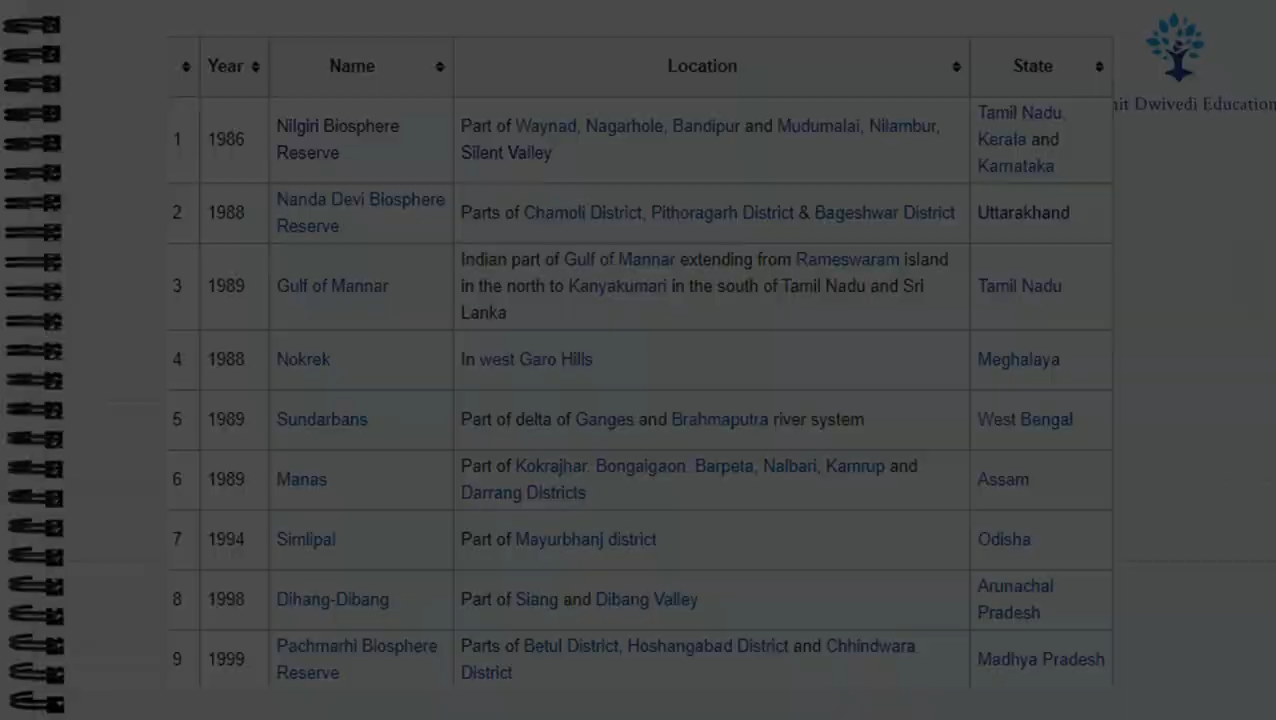 Year Name Location State
1 1986 Nilgiri Biosphere Reserve Part of Waynad, Nagarhole, Bandipur and Mudumalai, Nilambur, Silent Valley Tamil Nadu, Kerala and Karnataka
2 1988 Nanda Devi Biosphere Reserve Parts of Chamoli District, Pithoragarh District & Bageshwar District Uttarakhand
3 1989 Gulf of Mannar Indian part of Gulf of Mannar extending from Rameswaram island in the north to Kanyakumari in the south of Tamil Nadu and Sri Lanka Tamil Nadu
4 1988 Nokrek In west Garo Hills Meghalaya
5 1989 Sundarbans Part of delta of Ganges and Brahmaputra river system West Bengal
6 1989 Manas Part of Kokrajhar, Bongaigaon, Barpeta, Nalbari, Kamrup and Darrang Districts Assam
7 1994 Simlipal Part of Mayurbhanj district Odisha
8 1998 Dihang-Dibang Part of Siang and Dibang Valley Arunachal Pradesh
9 1999 Pachmarhi Biosphere Reserve Parts of Betul District, Hoshangabad District and Chhindwara District Madhya Pradesh
Dwivedi Education